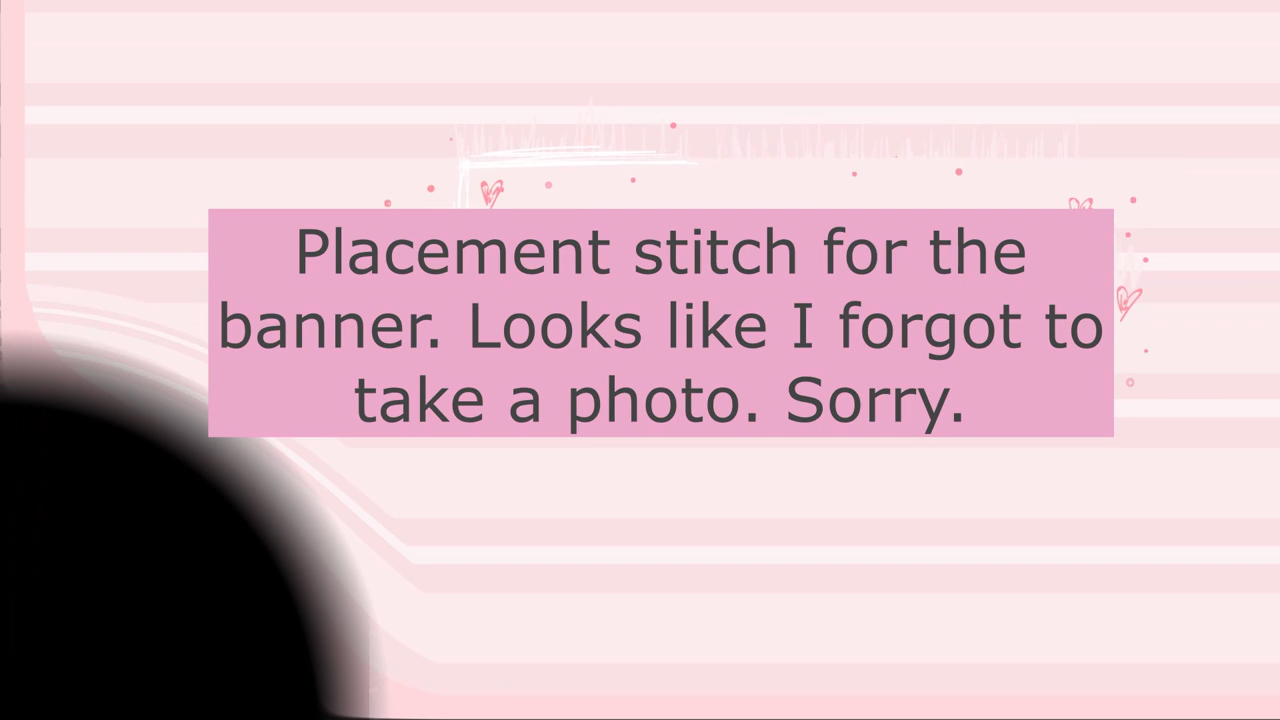 Placement stitch for the
banner. Looks like I forgot to
take a photo. Sorry.